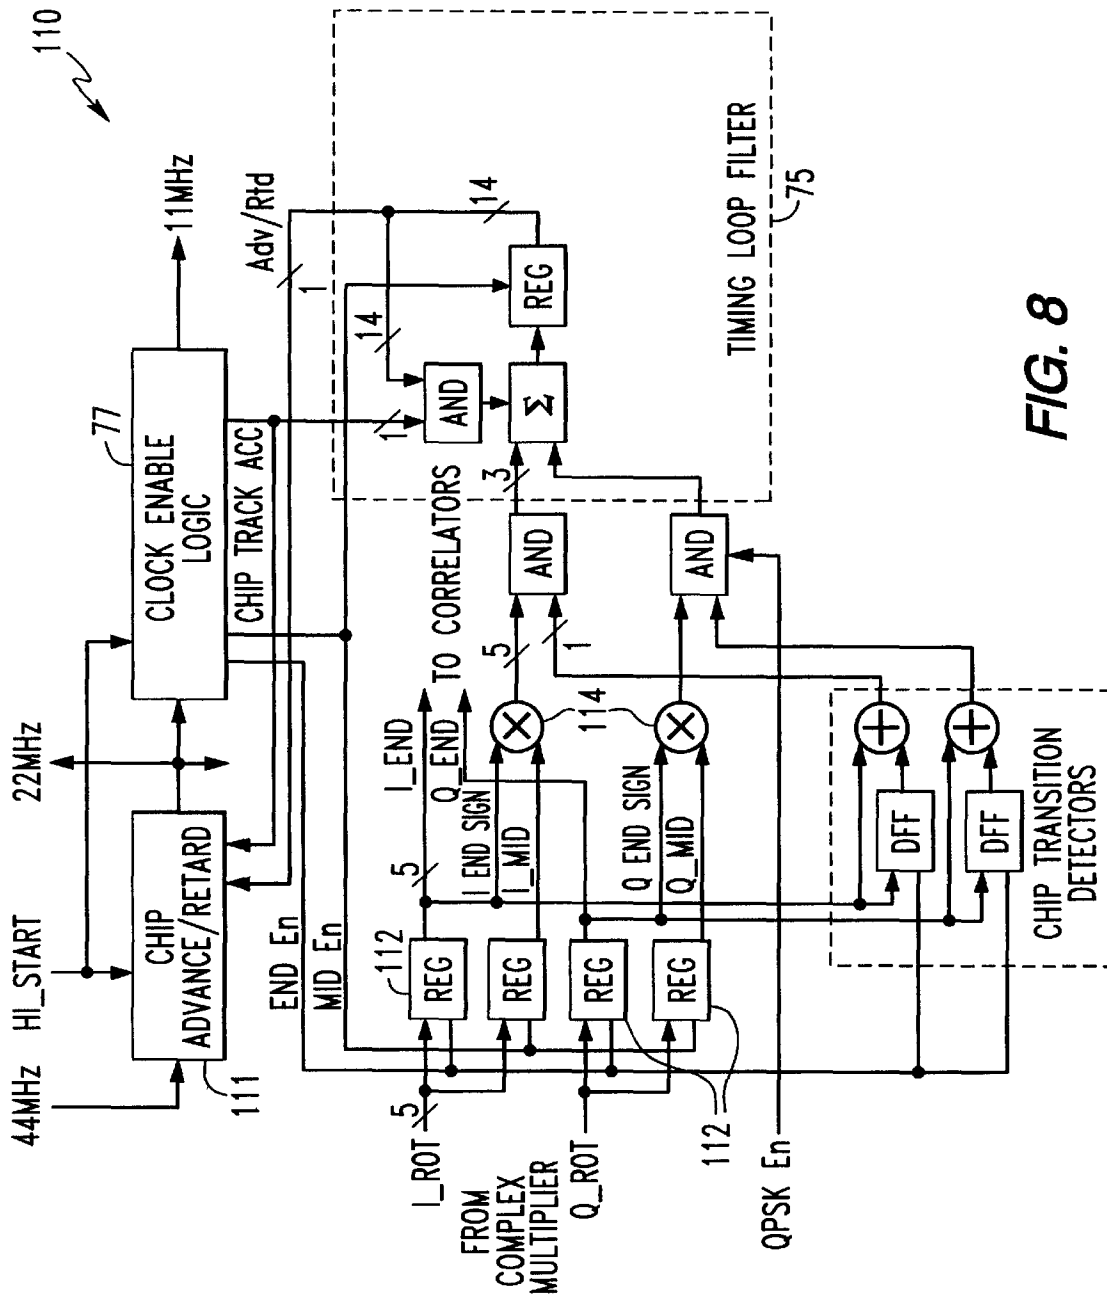 110
44MHz
HI_START
22MHz
11MHz
CHIP
ADVANCE/RETARD
111
CLOCK ENABLE
LOGIC
77
CHIP TRACK ACC
Adv/Rtd
1
END En
MID En
14
14
1
REG
AND
Σ
3
TIMING LOOP FILTER
75
TO CORRELATORS
I_END
Q_END
5
I END SIGN
I_MID
114
5
1
AND
AND
Q END SIGN
Q_MID
112
REG
REG
REG
REG
112
5
I_ROT
FROM
COMPLEX
MULTIPLIER
Q_ROT
QPSK En
DFF
DFF
CHIP TRANSITION
DETECTORS
FIG. 8